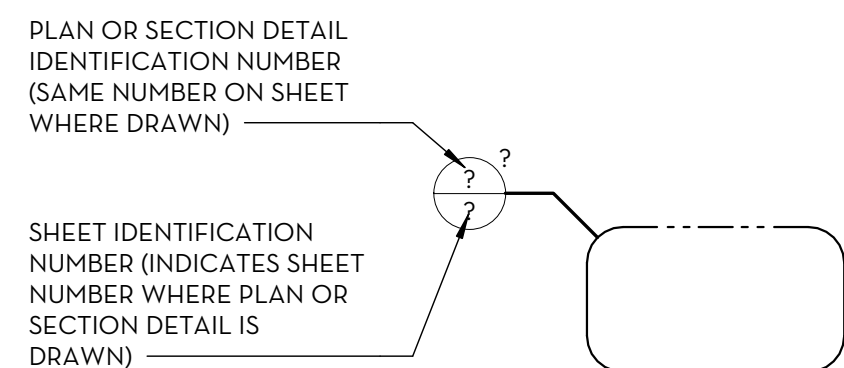 PLAN OR SECTION DETAIL
IDENTIFICATION NUMBER
(SAME NUMBER ON SHEET
WHERE DRAWN)
?
?
?
SHEET IDENTIFICATION
NUMBER (INDICATES SHEET
NUMBER WHERE PLAN OR
SECTION DETAIL IS
DRAWN)